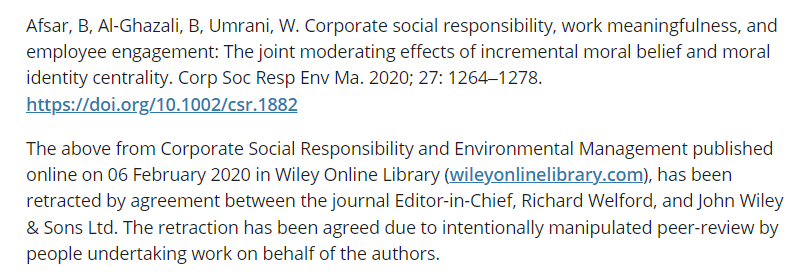 Afsar, B, Al-Ghazali, B, Umrani, W. Corporate social responsibility, work meaningfulness, and
employee engagement: The joint moderating effects of incremental moral belief and moral
identity centrality. Corp Soc Resp Env Ma. 2020; 27: 1264–1278.
https://doi.org/10.1002/csr.1882
The above from Corporate Social Responsibility and Environmental Management published
online on 06 February 2020 in Wiley Online Library (wileyonlinelibrary.com), has been
retracted by agreement between the journal Editor-in-Chief, Richard Welford, and John Wiley
& Sons Ltd. The retraction has been agreed due to intentionally manipulated peer-review by
people undertaking work on behalf of the authors.